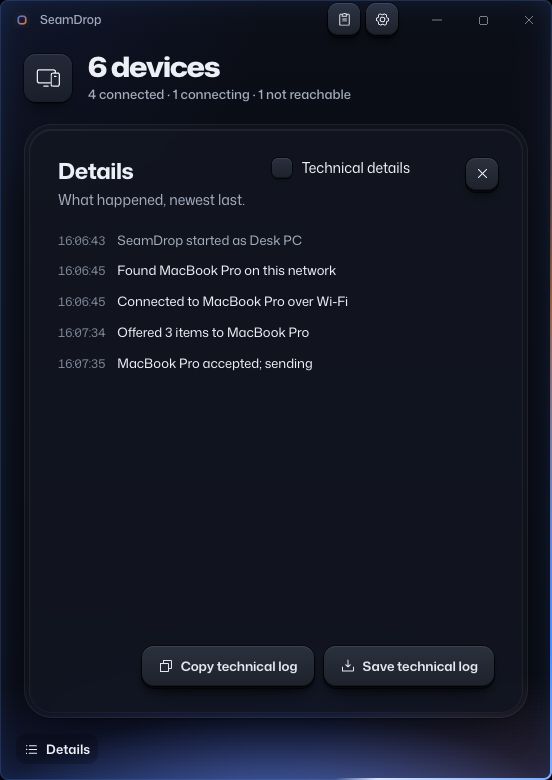 SeamDrop
6 devices
4 connected · 1 connecting · 1 not reachable
Details
Technical details
What happened, newest last.
16:06:43 SeamDrop started as Desk PC
16:06:45 Found MacBook Pro on this network
16:06:45 Connected to MacBook Pro over Wi-Fi
16:07:34 Offered 3 items to MacBook Pro
16:07:35 MacBook Pro accepted; sending
Copy technical log
Save technical log
Details